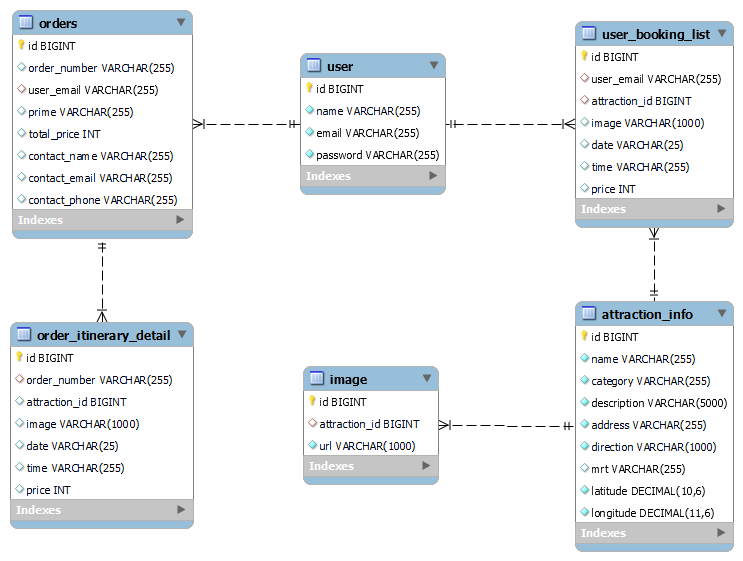 orders
id BIGINT
order_number VARCHAR(255)
user_email VARCHAR(255)
prime VARCHAR(255)
total_price INT
contact_name VARCHAR(255)
contact_email VARCHAR(255)
contact_phone VARCHAR(255)
Indexes
user
id BIGINT
name VARCHAR(255)
email VARCHAR(255)
password VARCHAR(255)
Indexes
user_booking_list
id BIGINT
user_email VARCHAR(255)
attraction_id BIGINT
image VARCHAR(1000)
date VARCHAR(25)
time VARCHAR(255)
price INT
Indexes
order_itinerary_detail
id BIGINT
order_number VARCHAR(255)
attraction_id BIGINT
image VARCHAR(1000)
date VARCHAR(25)
time VARCHAR(255)
price INT
Indexes
image
id BIGINT
attraction_id BIGINT
url VARCHAR(1000)
Indexes
attraction_info
id BIGINT
name VARCHAR(255)
category VARCHAR(255)
description VARCHAR(5000)
address VARCHAR(255)
direction VARCHAR(1000)
mrt VARCHAR(255)
latitude DECIMAL(10,6)
longitude DECIMAL(11,6)
Indexes